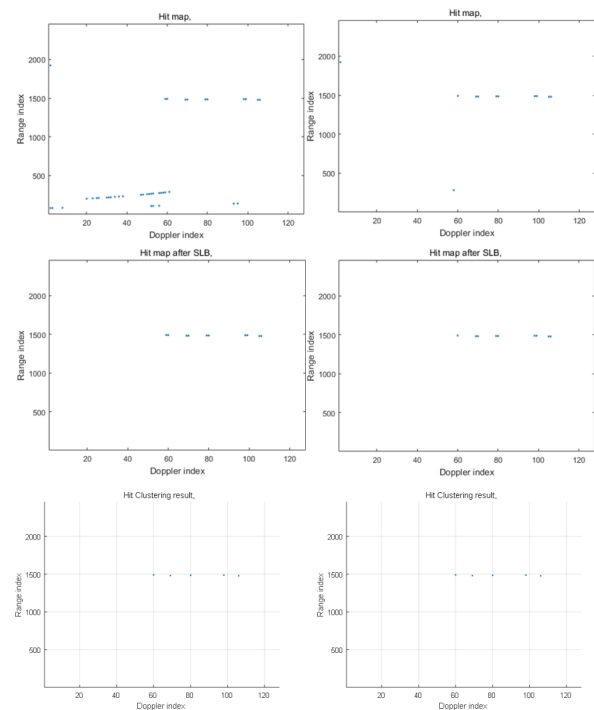 Hit map,
Hit map,
2000
1500
1000
500
Range index
20 40 60 80 100 120
Doppler index
2000
1500
1000
500
Range index
20 40 60 80 100 120
Doppler index
Hit map after SLB,
Hit map after SLB,
2000
1500
1000
500
Range index
20 40 60 80 100 120
Doppler index
2000
1500
1000
500
Range index
20 40 60 80 100 120
Doppler index
Hit Clustering result,
Hit Clustering result,
2000
1500
1000
500
Range index
20 40 60 80 100 120
Doppler index
2000
1500
1000
500
Range index
20 40 60 80 100 120
Doppler index